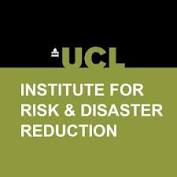 UCL
INSTITUTE FOR
RISK & DISASTER
REDUCTION